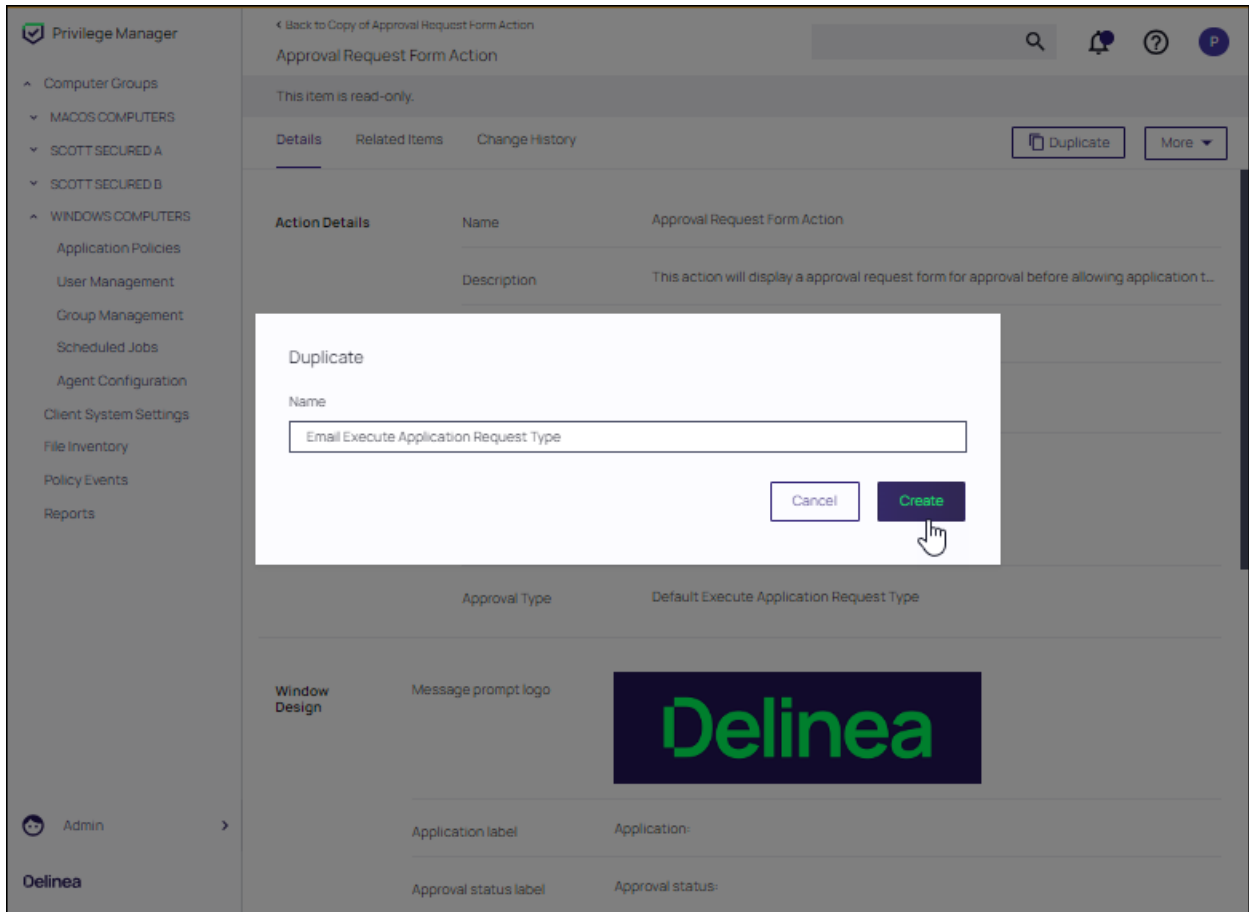 Privilege Manager
Computer Groups
MACOS COMPUTERS
SCOTT SECURED A
SCOTT SECURED B
WINDOWS COMPUTERS
Application Policies
User Management
Group Management
Scheduled Jobs
Agent Configuration
Client System Settings
File Inventory
Policy Events
Reports
Admin
Delinea
Back to Copy of Approval Request Form Action
Approval Request Form Action
P
This item is read-only.
Details Related Items Change History
Duplicate More
Action Details Name Approval Request Form Action
Description This action will display a approval request form for approval before allowing application t...
Duplicate
Name
Email Execute Application Request Type
Cancel Create
Approval Type Default Execute Application Request Type
Window
Design
Message prompt logo
Delinea
Application label Application:
Approval status label Approval status: